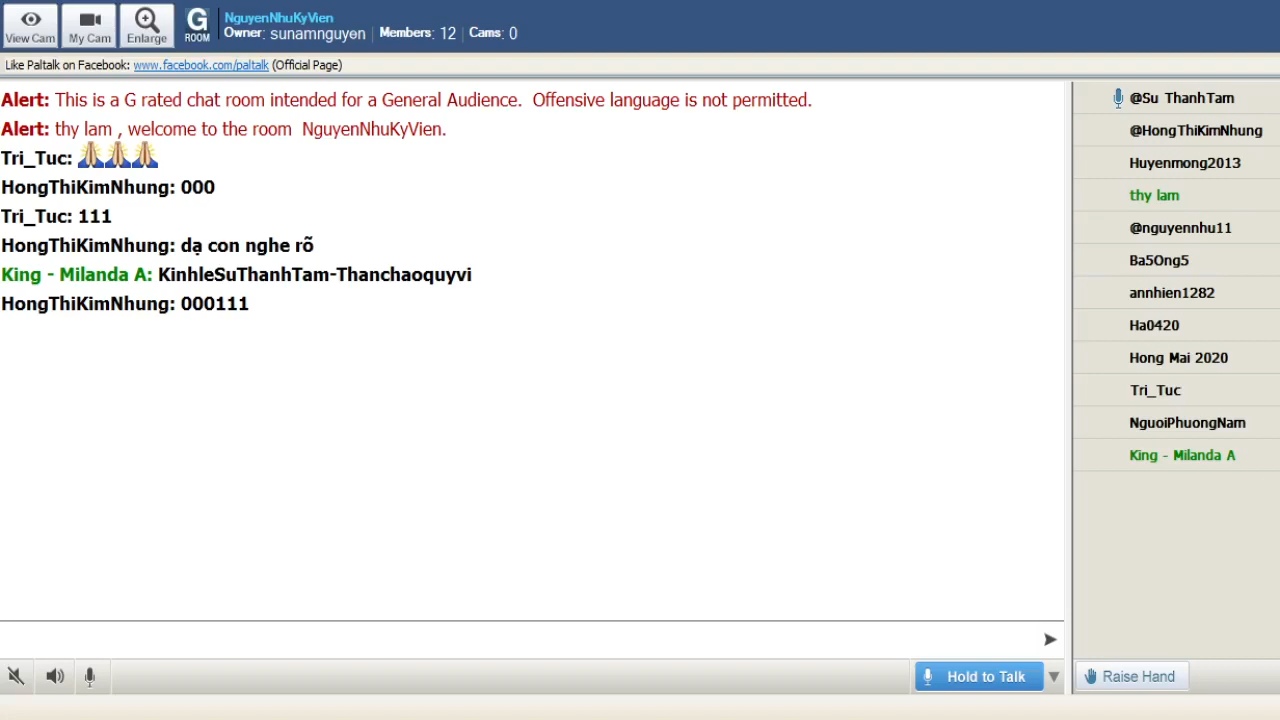 NguyenNhuKyVien
View Cam My Cam Enlarge G ROOM Owner: sunamnguyen Members: 12 Cams: 0
Like Paltalk on Facebook: www.facebook.com/paltalk (Official Page)
Alert: This is a G rated chat room intended for a General Audience. Offensive language is not permitted.
Alert: thy lam , welcome to the room NguyenNhuKyVien.
Tri_Tuc:
HongThiKimNhung: 000
Tri_Tuc: 111
HongThiKimNhung: dạ con nghe rõ
King - Milanda A: KinhleSuThanhTam-Thanchaoquyvi
HongThiKimNhung: 000111
@Su ThanhTam
@HongThiKimNhung
Huyenmong2013
thy lam
@nguyennhu11
Ba5Ong5
annhien1282
Ha0420
Hong Mai 2020
Tri_Tuc
NguoiPhuongNam
King - Milanda A
Hold to Talk
Raise Hand